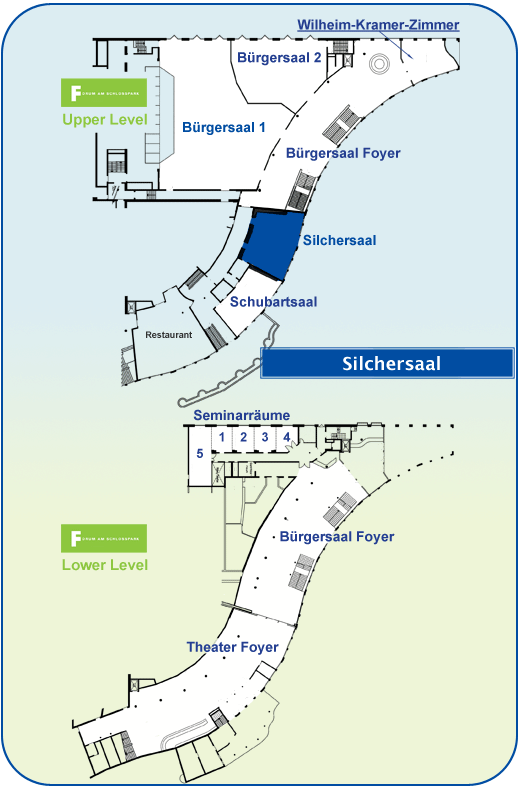 Wilheim-Kramer-Zimmer
Bürgersaal 2
FORUM AM SCHLOSSPARK
Upper Level
Bürgersaal 1
Bürgersaal Foyer
Silchersaal
Schubartsaal
Restaurant
Silchersaal
Seminarräume
1 2 3 4
5
FORUM AM SCHLOSSPARK
Lower Level
Bürgersaal Foyer
Theater Foyer